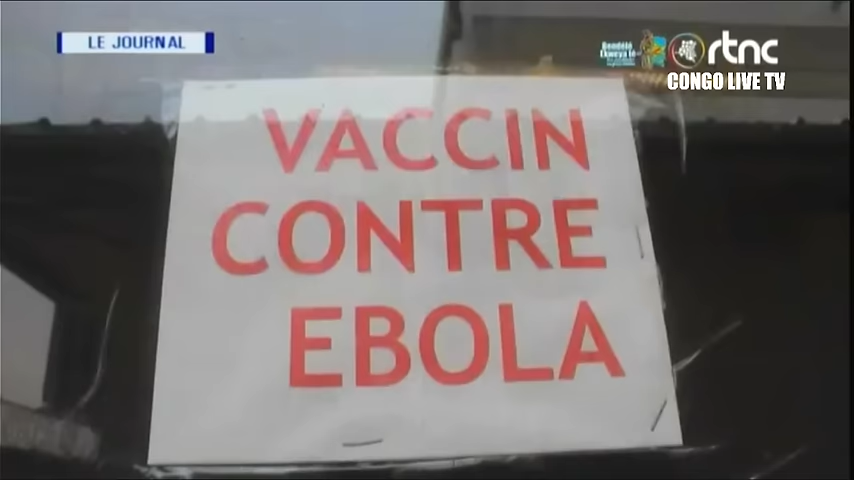 LE JOURNAL
rtnc
CONGO LIVE TV
VACCIN
CONTRE
EBOLA